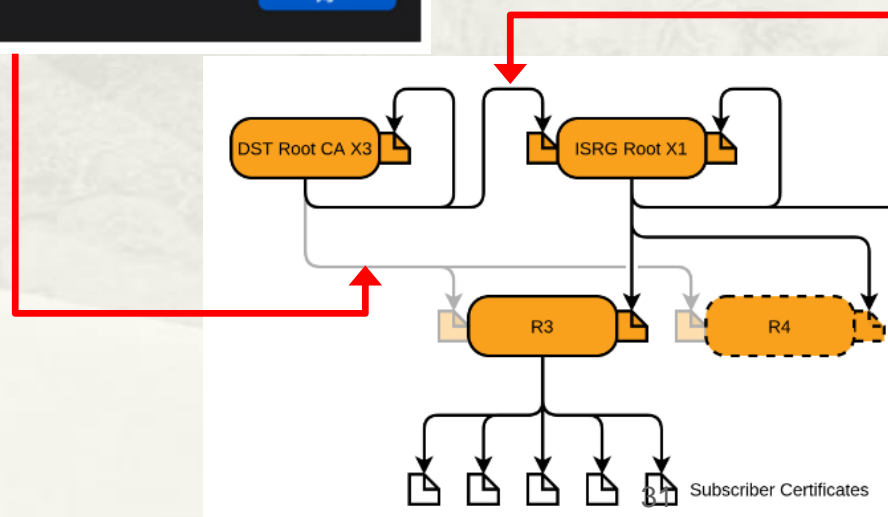 DST Root CA X3
ISRG Root X1
R3
R4
Subscriber Certificates
31